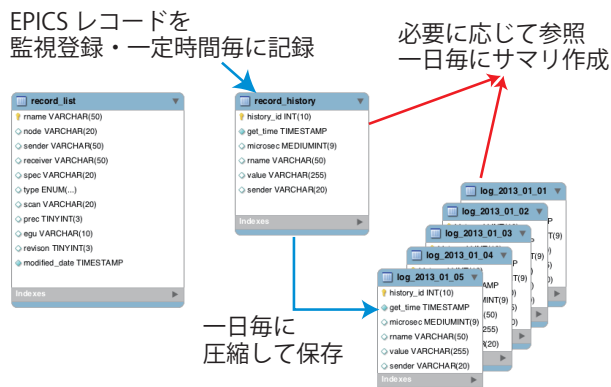 EPICS レコードを
監視登録・一定時間毎に記録
必要に応じて参照
一日毎にサマリ作成
record_list
rname VARCHAR(50)
node VARCHAR(20)
sender VARCHAR(50)
receiver VARCHAR(50)
spec VARCHAR(20)
type ENUM(...)
scan VARCHAR(20)
prec TINYINT(3)
egu VARCHAR(10)
revison TINYINT(3)
modified_date TIMESTAMP
Indexes
record_history
history_id INT(10)
get_time TIMESTAMP
microsec MEDIUMINT(9)
rname VARCHAR(50)
value VARCHAR(255)
sender VARCHAR(20)
Indexes
log_2013_01_01
log_2013_01_02
log_2013_01_03
log_2013_01_04
log_2013_01_05
history_id INT(10)
get_time TIMESTAMP
microsec MEDIUMINT(9)
rname VARCHAR(50)
value VARCHAR(255)
sender VARCHAR(20)
Indexes
一日毎に
圧縮して保存